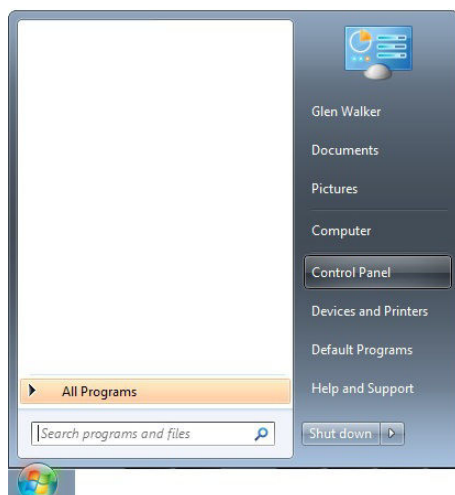 Glen Walker
Documents
Pictures
Computer
Control Panel
Devices and Printers
Default Programs
Help and Support
All Programs
Search programs and files
Shut down